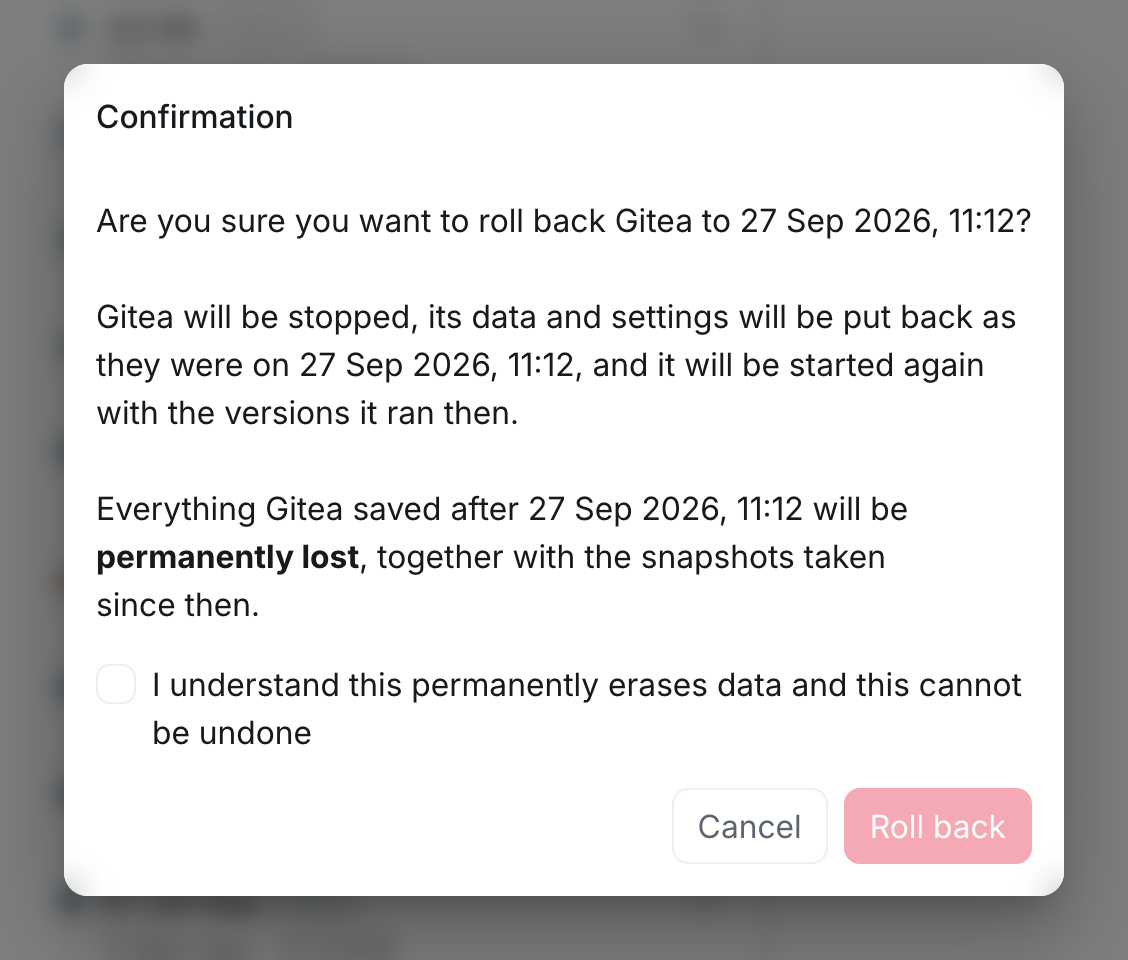 Confirmation
Are you sure you want to roll back Gitea to 27 Sep 2026, 11:12?
Gitea will be stopped, its data and settings will be put back as
they were on 27 Sep 2026, 11:12, and it will be started again
with the versions it ran then.
Everything Gitea saved after 27 Sep 2026, 11:12 will be
permanently lost, together with the snapshots taken
since then.
I understand this permanently erases data and this cannot
be undone
Cancel
Roll back